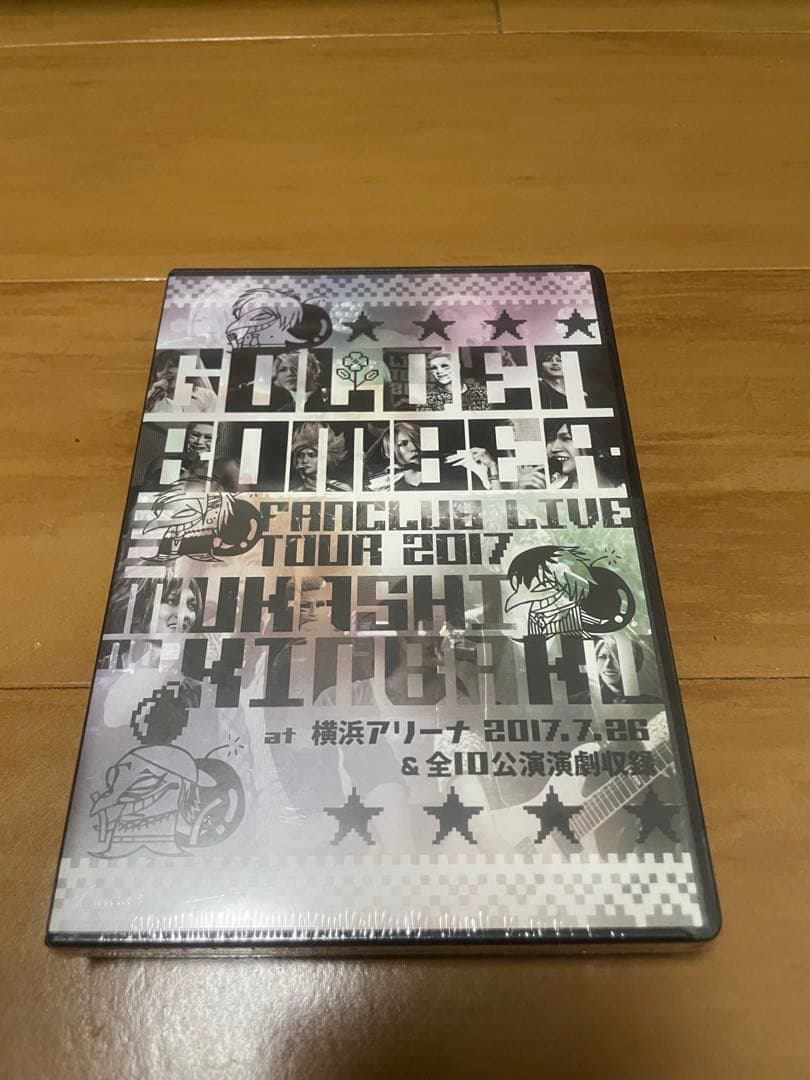 GOLDEN
BOMBER
FANCLUB LIVE
TOUR 2017
MUKASHI
NO KINBAKU
at 横浜アリーナ 2017.7.26
& 全10公演演劇収録